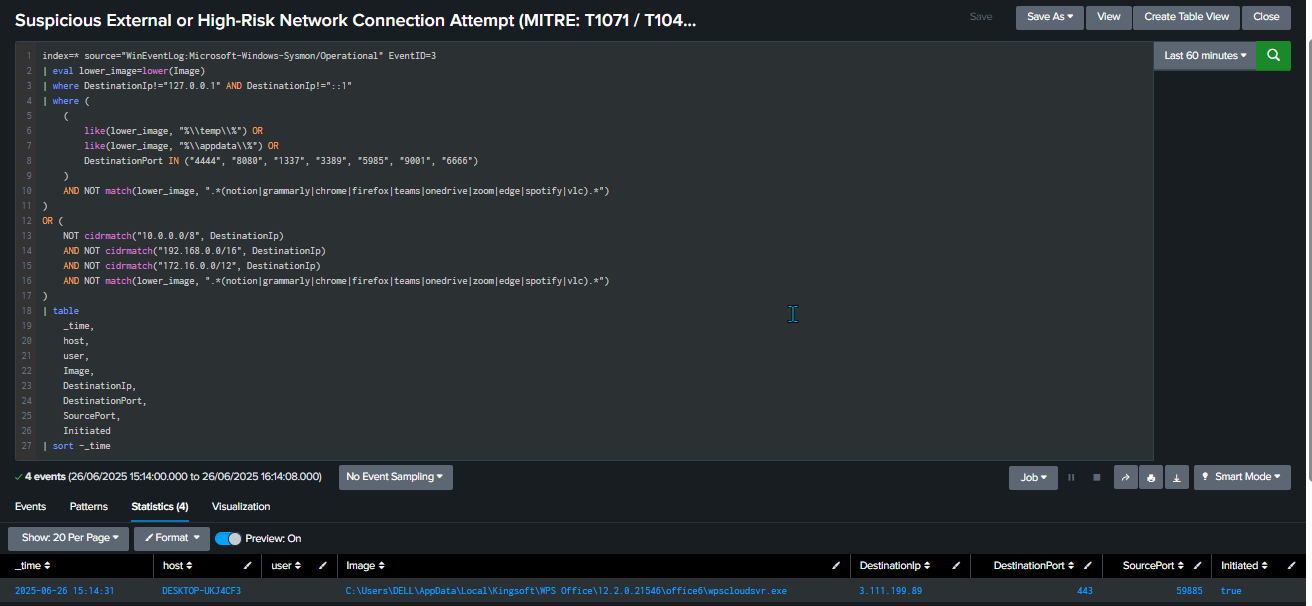 Suspicious External or High-Risk Network Connection Attempt (MITRE: T1071 / T104...
Save
Save As
View
Create Table View
Close
1 index=* source="WinEventLog:Microsoft-Windows-Sysmon/Operational" EventID=3
2 | eval lower_image=lower(Image)
3 | where DestinationIp!="127.0.0.1" AND DestinationIp!="::1"
4 | where (
5 (
6 like(lower_image, "%\\temp\\%") OR
7 like(lower_image, "%\\appdata\\%") OR
8 DestinationPort IN ("4444", "8080", "1337", "3389", "5985", "9001", "6666")
9 )
10 AND NOT match(lower_image, ".*(notion|grammarly|chrome|firefox|teams|onedrive|zoom|edge|spotify|vlc).*")
11 )
12 OR (
13 NOT cidrmatch("10.0.0.0/8", DestinationIp)
14 AND NOT cidrmatch("192.168.0.0/16", DestinationIp)
15 AND NOT cidrmatch("172.16.0.0/12", DestinationIp)
16 AND NOT match(lower_image, ".*(notion|grammarly|chrome|firefox|teams|onedrive|zoom|edge|spotify|vlc).*")
17 )
18 | table
19 _time,
20 host,
21 user,
22 Image,
23 DestinationIp,
24 DestinationPort,
25 SourcePort,
26 Initiated
27 | sort -_time
Last 60 minutes
4 events (26/06/2025 15:14:00.000 to 26/06/2025 16:14:08.000)
No Event Sampling
Job
Smart Mode
Events
Patterns
Statistics (4)
Visualization
Show: 20 Per Page
Format
Preview: On
_time host user Image DestinationIp DestinationPort SourcePort Initiated
2025-06-26 15:14:31 DESKTOP-UKJ4CF3 C:\Users\DELL\AppData\Local\Kingsoft\WPS Office\12.2.0.21546\office6\wpscloudsvr.exe 3.111.199.89 443 59885 true